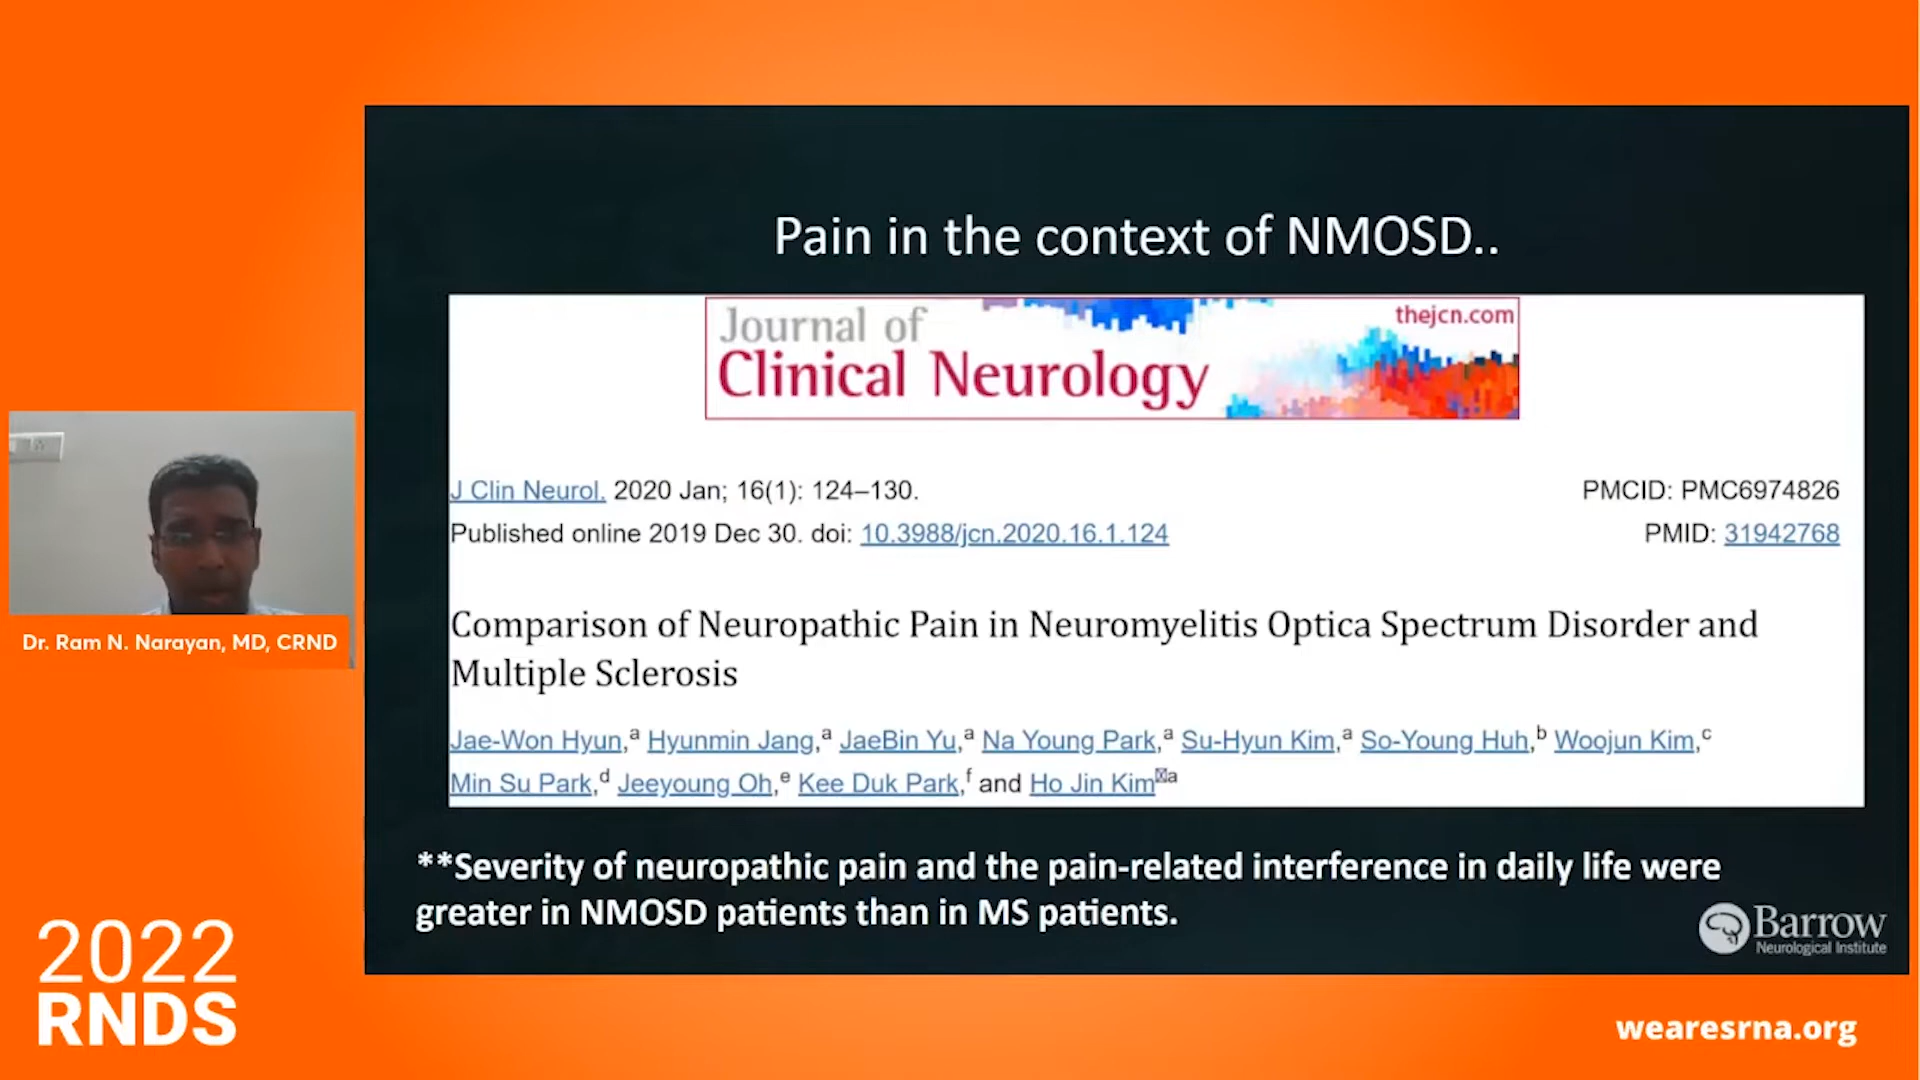 Pain in the context of NMOSD..
Journal of
Clinical Neurology
thejcn.com
J Clin Neurol. 2020 Jan; 16(1): 124–130.
PMCID: PMC6974826
Published online 2019 Dec 30. doi: 10.3988/jcn.2020.16.1.124
PMID: 31942768
Comparison of Neuropathic Pain in Neuromyelitis Optica Spectrum Disorder and
Multiple Sclerosis
Jae-Won Hyun,a Hyunmin Jang,a JaeBin Yu,a Na Young Park,a Su-Hyun Kim,a So-Young Huh,b Woojun Kim,c
Min Su Park,d Jeeyoung Oh,e Kee Duk Park,f and Ho Jin Kima
**Severity of neuropathic pain and the pain-related interference in daily life were
greater in NMOSD patients than in MS patients.
Barrow
Neurological Institute
Dr. Ram N. Narayan, MD, CRND
2022
RNDS
wearesrna.org